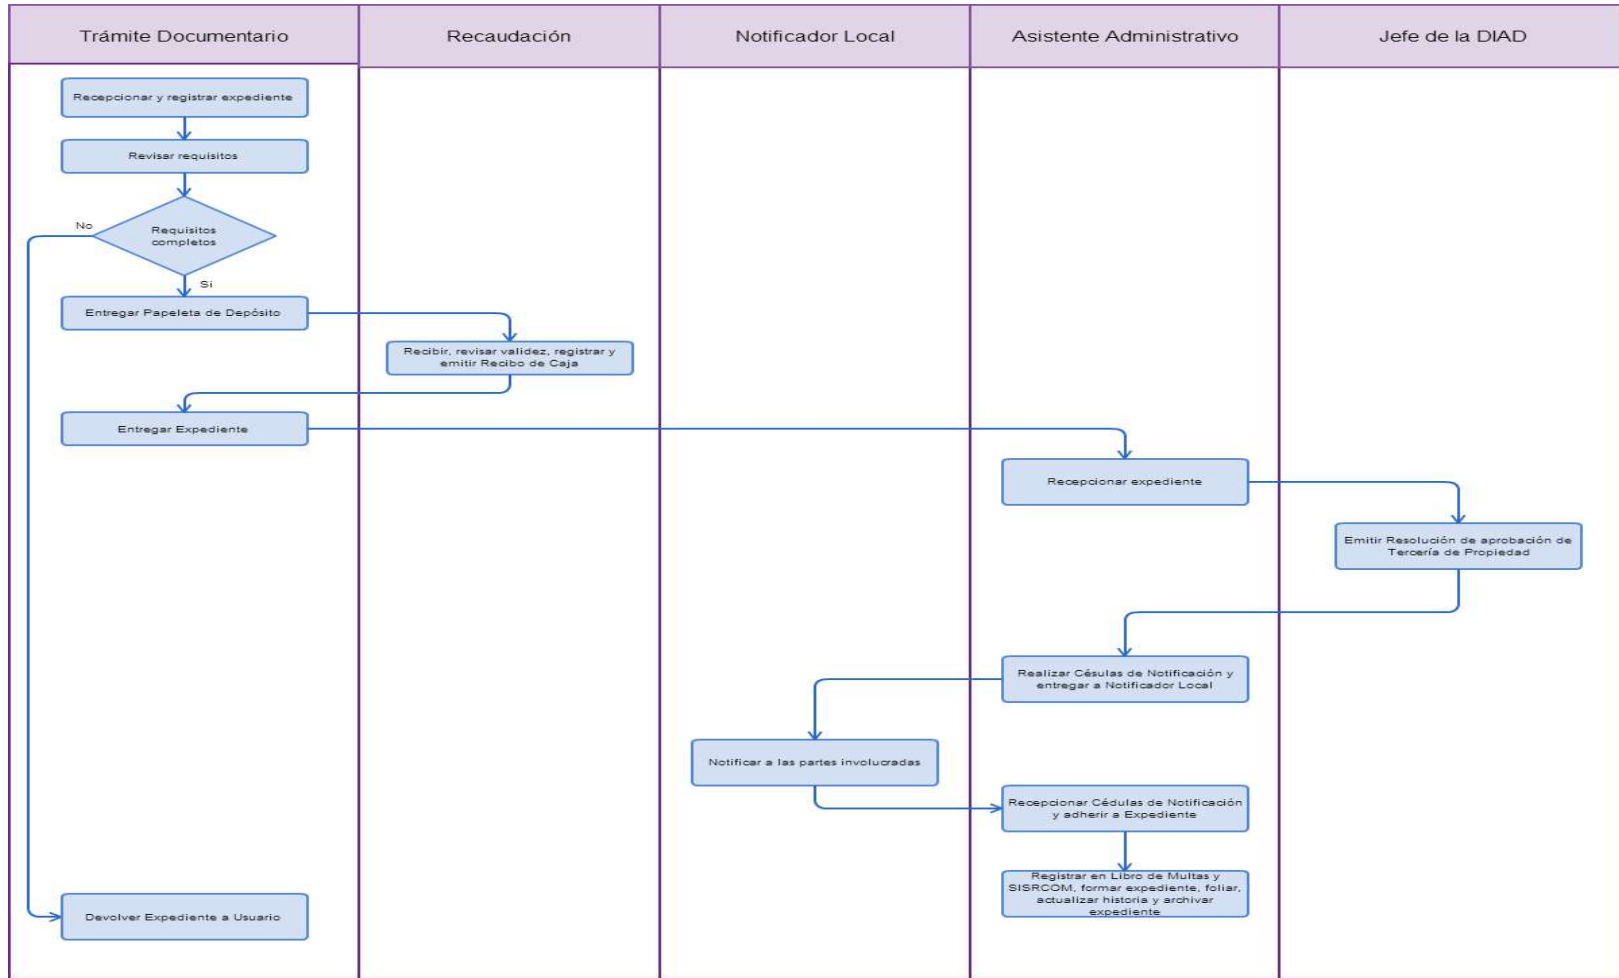 Trámite Documentario
Recaudación
Notificador Local
Asistente Administrativo
Jefe de la DIAD
Recepcionar y registrar expediente
Revisar requisitos
No
Requisitos
completos
Si
Entregar Papeleta de Depósito
Recibir, revisar validez, registrar y
emitir Recibo de Caja
Entregar Expediente
Recepcionar expediente
Emitir Resolución de aprobación de
Tercería de Propiedad
Realizar Césulas de Notificación y
entregar a Notificador Local
Notificar a las partes involucradas
Recepcionar Cédulas de Notificación
y adherir a Expediente
Registrar en Libro de Multas y
SISRCOM, formar expediente, foliar,
actualizar historia y archivar
expediente
Devolver Expediente a Usuario